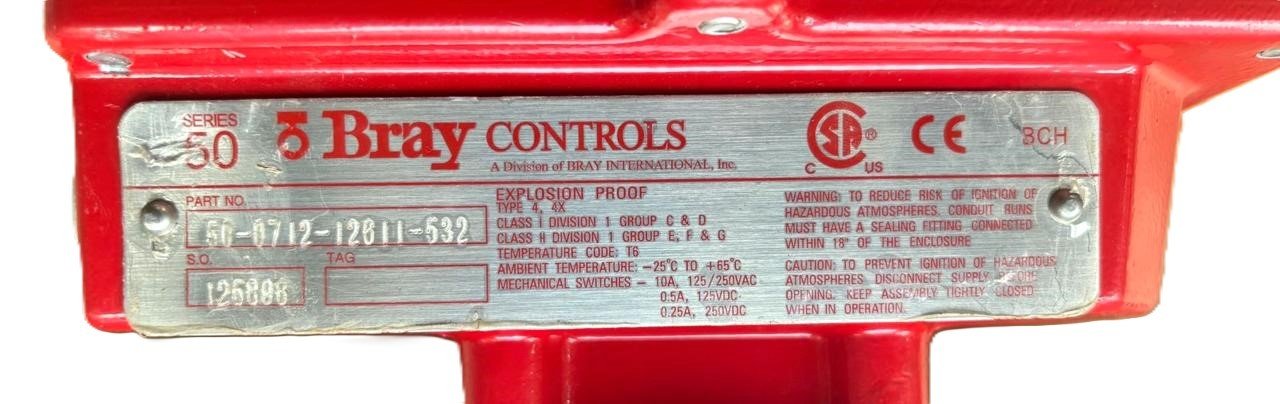 SERIES
50
Bray CONTROLS
A Division of BRAY INTERNATIONAL, Inc.
CSA
®
C US
CE
BCH
PART NO.
50-0712-12611-532
S.O.
TAG
125898
EXPLOSION PROOF
TYPE 4, 4X
CLASS I DIVISION 1 GROUP C & D
CLASS II DIVISION 1 GROUP E, F & G
TEMPERATURE CODE: T6
AMBIENT TEMPERATURE: -25°C TO +65°C
MECHANICAL SWITCHES - 10A, 125/250VAC
0.5A, 125VDC
0.25A, 250VDC
WARNING: TO REDUCE RISK OF IGNITION OF
HAZARDOUS ATMOSPHERES, CONDUIT RUNS
MUST HAVE A SEALING FITTING CONNECTED
WITHIN 18" OF THE ENCLOSURE
CAUTION: TO PREVENT IGNITION OF HAZARDOUS
ATMOSPHERES DISCONNECT SUPPLY BEFORE
OPENING. KEEP ASSEMBLY TIGHTLY CLOSED
WHEN IN OPERATION.